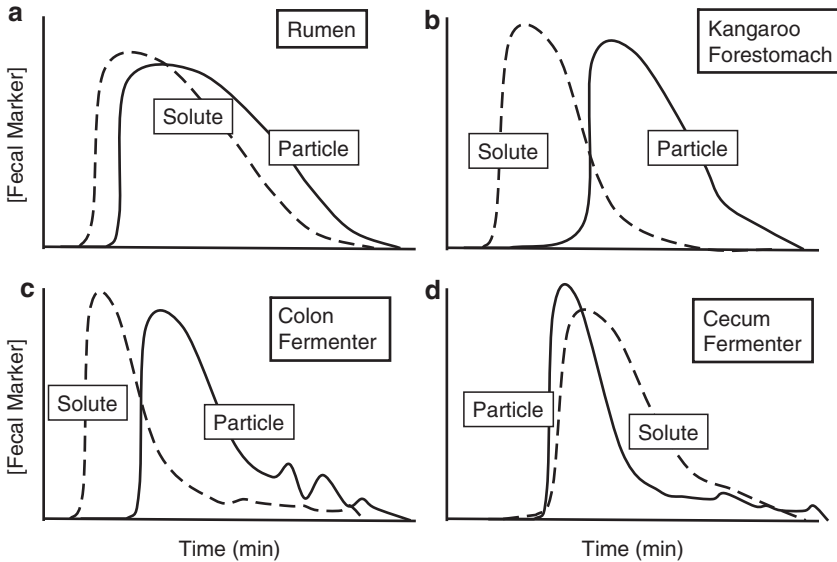 a
Rumen
Solute
Particle
[Fecal Marker]
b
Kangaroo
Forestomach
Solute
Particle
c
Colon
Fermenter
Solute
Particle
[Fecal Marker]
Time (min)
d
Cecum
Fermenter
Particle
Solute
Time (min)